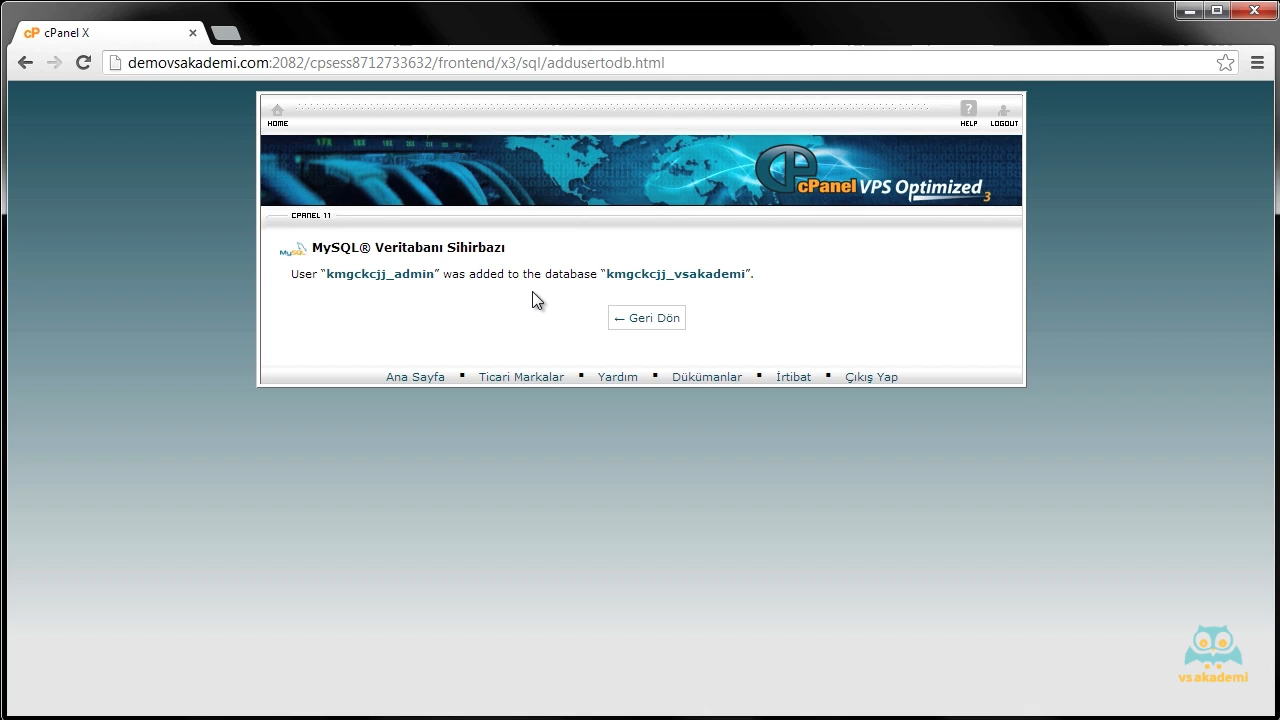 cP cPanel X
demovsakademi.com:2082/cpsess8712733632/frontend/x3/sql/addusertodb.html
HOME
?
HELP
LOGOUT
cPanel VPS Optimized 3
CPANEL 11
MySQL MySQL® Veritabanı Sihirbazı
User “kmgckcjj_admin” was added to the database “kmgckcjj_vsakademi”.
← Geri Dön
Ana Sayfa ▪ Ticari Markalar ▪ Yardım ▪ Dükümanlar ▪ İrtibat ▪ Çıkış Yap
vsakademi